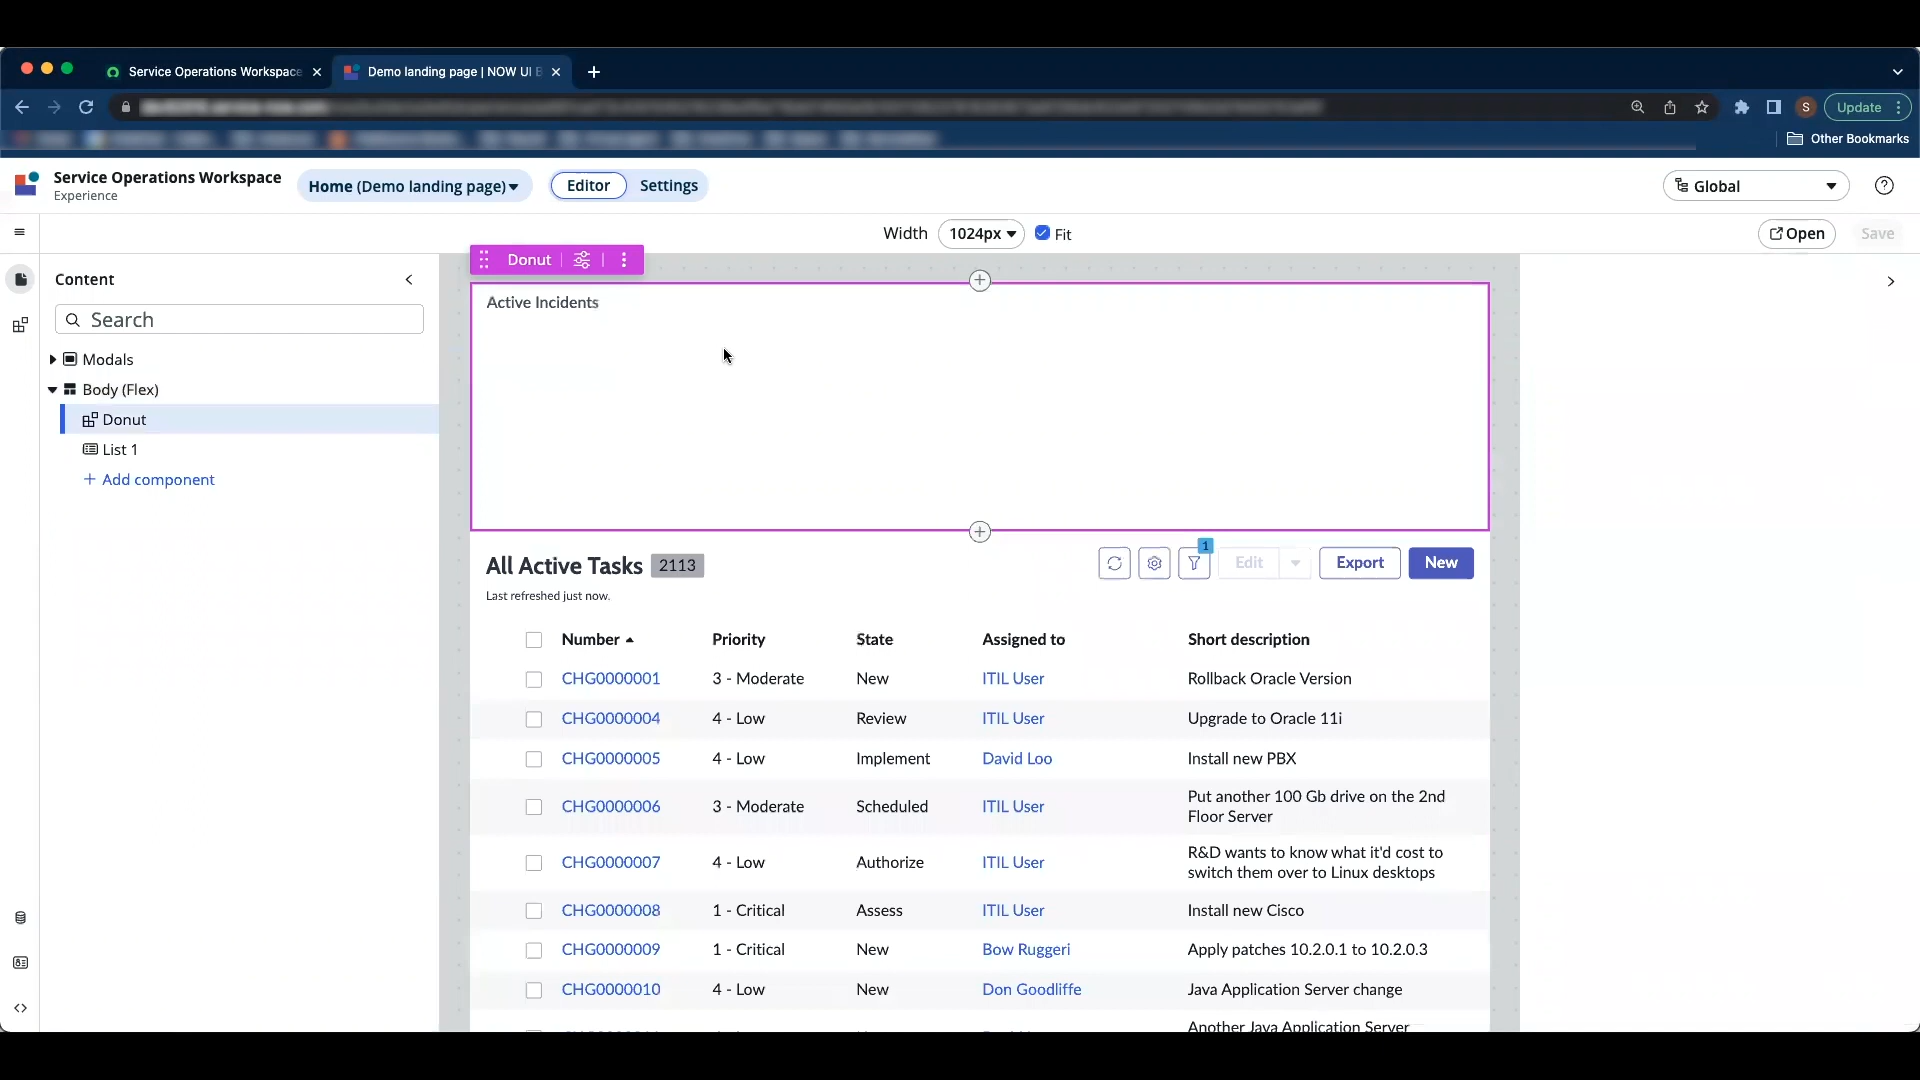 Service Operations Workspace
Demo landing page | NOW UI B
S
Update
Other Bookmarks
Service Operations Workspace
Experience
Home (Demo landing page)
Editor
Settings
Global
Width
1024px
Fit
Open
Save
Content
Search
Modals
Body (Flex)
Donut
List 1
+ Add component
Donut
Active Incidents
All Active Tasks 2113
1
Edit
Export
New
Last refreshed just now.
Number Priority State Assigned to Short description
CHG0000001 3 - Moderate New ITIL User Rollback Oracle Version
CHG0000004 4 - Low Review ITIL User Upgrade to Oracle 11i
CHG0000005 4 - Low Implement David Loo Install new PBX
CHG0000006 3 - Moderate Scheduled ITIL User Put another 100 Gb drive on the 2nd
Floor Server
CHG0000007 4 - Low Authorize ITIL User R&D wants to know what it'd cost to
switch them over to Linux desktops
CHG0000008 1 - Critical Assess ITIL User Install new Cisco
CHG0000009 1 - Critical New Bow Ruggeri Apply patches 10.2.0.1 to 10.2.0.3
CHG0000010 4 - Low New Don Goodliffe Java Application Server change
Another Java Application Server